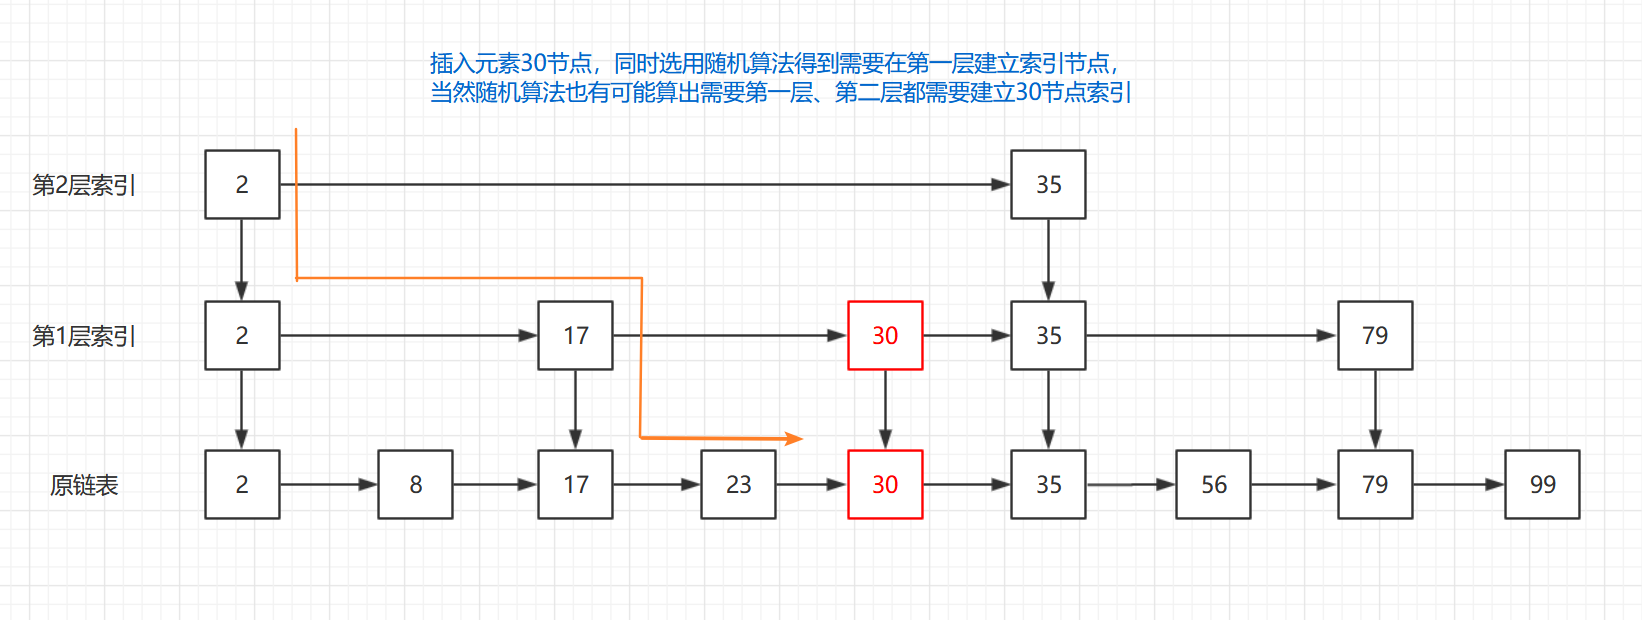 插入元素30节点，同时选用随机算法得到需要在第一层建立索引节点，
当然随机算法也有可能算出需要第一层、第二层都需要建立30节点索引
第2层索引 2 35
第1层索引 2 17 30 35 79
原链表 2 8 17 23 30 35 56 79 99